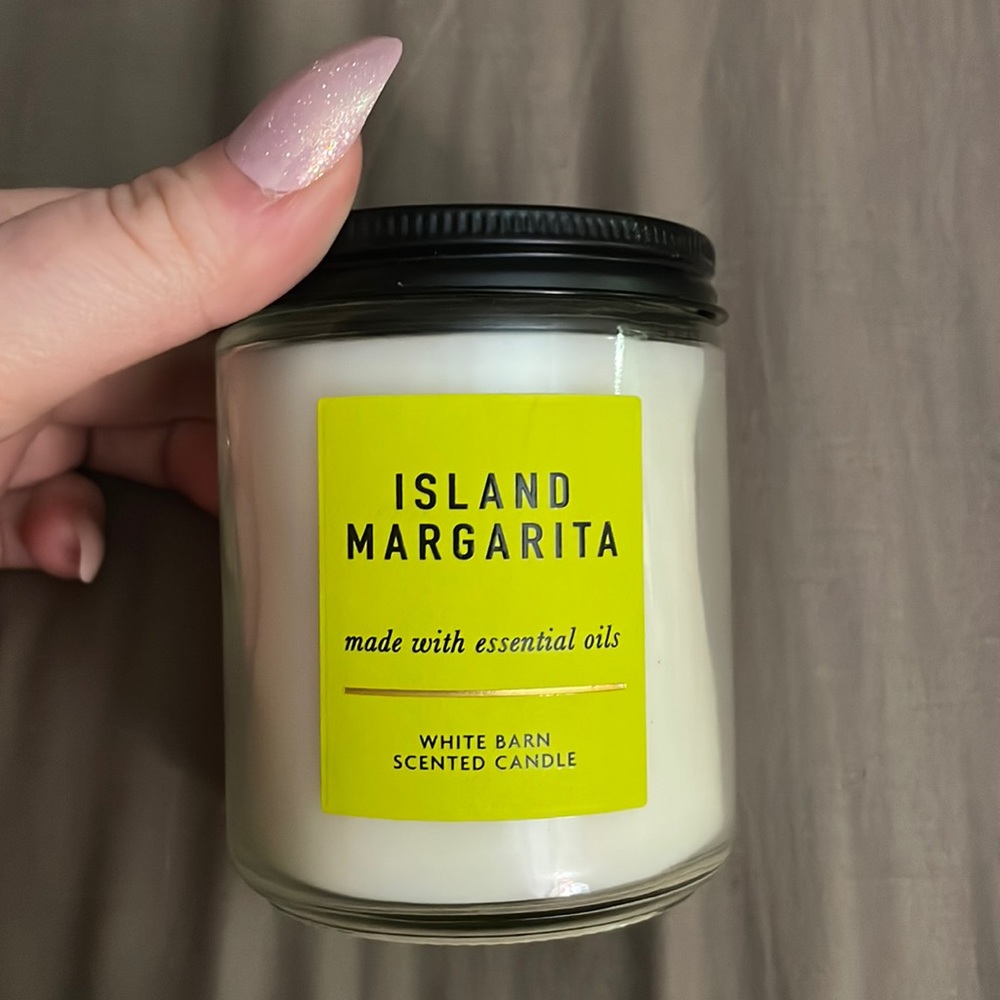 ISLAND
MARGARITA
made with essential oils
WHITE BARN
SCENTED CANDLE